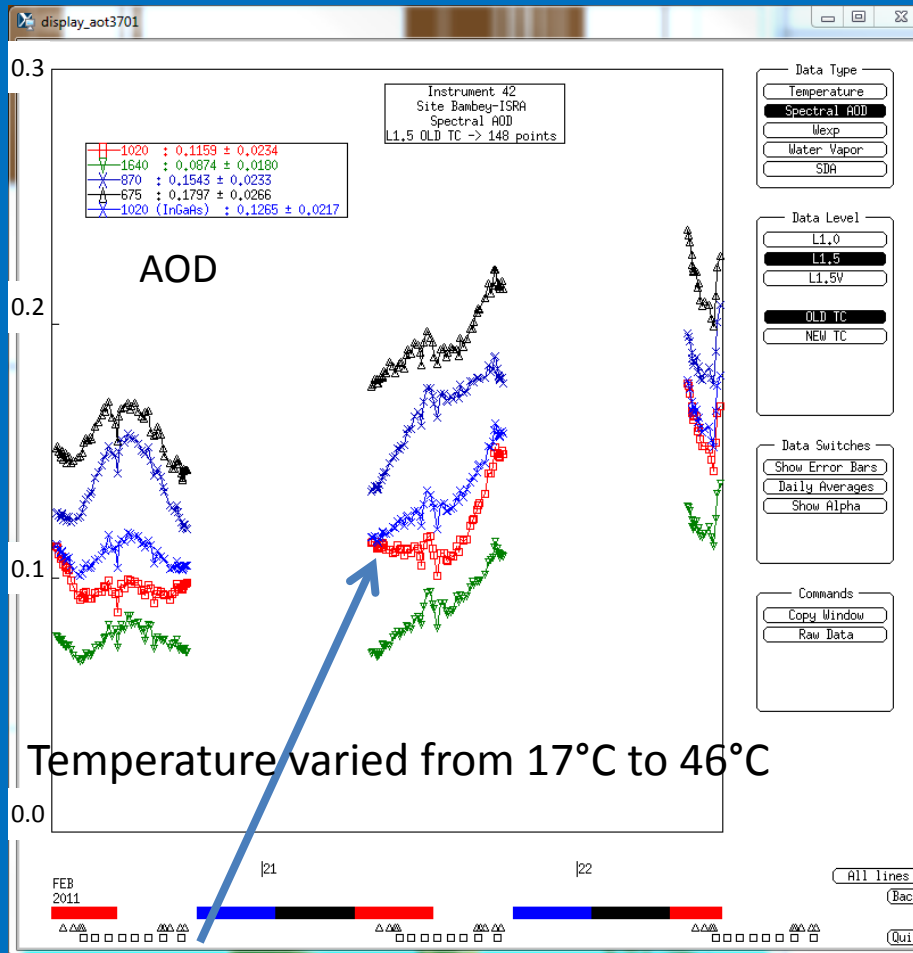 display_aot3701
0.3
Instrument 42
Site Bambey-ISRA
Spectral AOD
L1.5 OLD TC -> 148 points
1020 : 0.1159 ± 0.0234
1640 : 0.0874 ± 0.0180
870 : 0.1543 ± 0.0233
675 : 0.1797 ± 0.0266
1020 (InGaAs) : 0.1265 ± 0.0217
AOD
0.2
0.1
Temperature varied from 17°C to 46°C
0.0
FEB
2011
21
22
Data Type
Temperature
Spectral AOD
Wexp
Water Vapor
SDA
Data Level
L1.0
L1.5
L1.5V
OLD TC
NEW TC
Data Switches
Show Error Bars
Daily Averages
Show Alpha
Commands
Copy Window
Raw Data
All lines
(Bac
(Qui